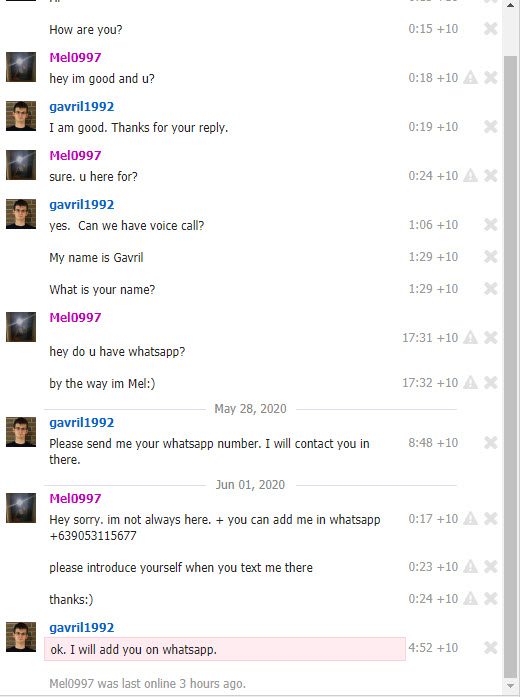 How are you? 0:15 +10
Mel0997
hey im good and u? 0:18 +10
gavril1992
I am good. Thanks for your reply. 0:19 +10
Mel0997
sure. u here for? 0:24 +10
gavril1992
yes.  Can we have voice call? 1:06 +10
My name is Gavril 1:29 +10
What is your name? 1:29 +10
Mel0997
17:31 +10
hey do u have whatsapp?
by the way im Mel:) 17:32 +10
May 28, 2020
gavril1992
Please send me your whatsapp number. I will contact you in 8:48 +10
there.
Jun 01, 2020
Mel0997
Hey sorry. im not always here. + you can add me in whatsapp 0:17 +10
+639053115677
please introduce yourself when you text me there 0:23 +10
thanks:) 0:24 +10
gavril1992
ok. I will add you on whatsapp. 4:52 +10
Mel0997 was last online 3 hours ago.